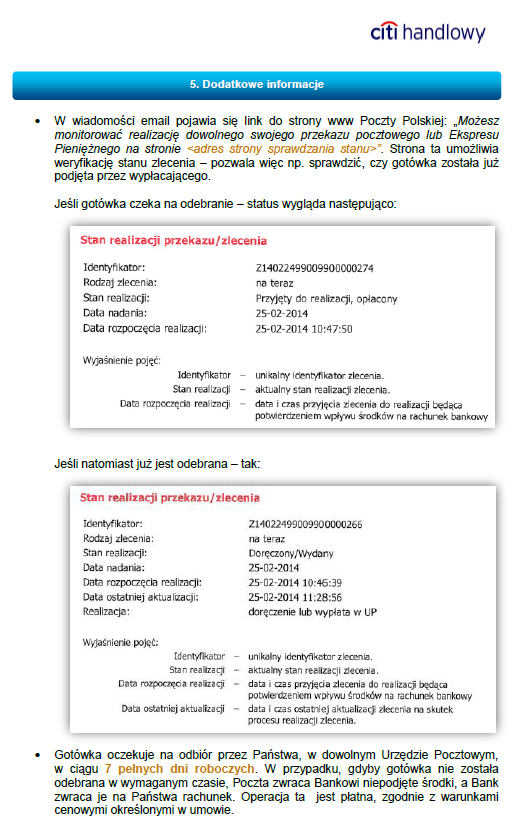 citi handlowy
5. Dodatkowe informacje
• W wiadomości email pojawia się link do strony www Poczty Polskiej: „Możesz
monitorować realizację dowolnego swojego przekazu pocztowego lub Ekspresu
Pieniężnego na stronie <adres strony sprawdzania stanu>”. Strona ta umożliwia
weryfikację stanu zlecenia – pozwala więc np. sprawdzić, czy gotówka została już
podjęta przez wypłacającego.
Jeśli gotówka czeka na odebranie – status wygląda następująco:
Stan realizacji przekazu/zlecenia
Identyfikator: Z14022499009900000274
Rodzaj zlecenia: na teraz
Stan realizacji: Przyjęty do realizacji, opłacony
Data nadania: 25-02-2014
Data rozpoczęcia realizacji: 25-02-2014 10:47:50
Wyjaśnienie pojęć:
Identyfikator – unikalny identyfikator zlecenia.
Stan realizacji – aktualny stan realizacji zlecenia.
Data rozpoczęcia realizacji – data i czas przyjęcia zlecenia do realizacji będąca
potwierdzeniem wpływu środków na rachunek bankowy
Jeśli natomiast już jest odebrana – tak:
Stan realizacji przekazu/zlecenia
Identyfikator: Z14022499009900000266
Rodzaj zlecenia: na teraz
Stan realizacji: Doręczony/Wydany
Data nadania: 25-02-2014
Data rozpoczęcia realizacji: 25-02-2014 10:46:39
Data ostatniej aktualizacji: 25-02-2014 11:28:56
Realizacja: doręczenie lub wypłata w UP
Wyjaśnienie pojęć:
Identyfikator – unikalny identyfikator zlecenia.
Stan realizacji – aktualny stan realizacji zlecenia.
Data rozpoczęcia realizacji – data i czas przyjęcia zlecenia do realizacji będąca
potwierdzeniem wpływu środków na rachunek bankowy
Data ostatniej aktualizacji – data i czas ostatniej aktualizacji zlecenia na skutek
procesu realizacji zlecenia.
• Gotówka oczekuje na odbiór przez Państwa, w dowolnym Urzędzie Pocztowym,
w ciągu 7 pełnych dni roboczych. W przypadku, gdyby gotówka nie została
odebrana w wymaganym czasie, Poczta zwraca Bankowi niepodjęte środki, a Bank
zwraca je na Państwa rachunek. Operacja ta jest płatna, zgodnie z warunkami
cenowymi określonymi w umowie.